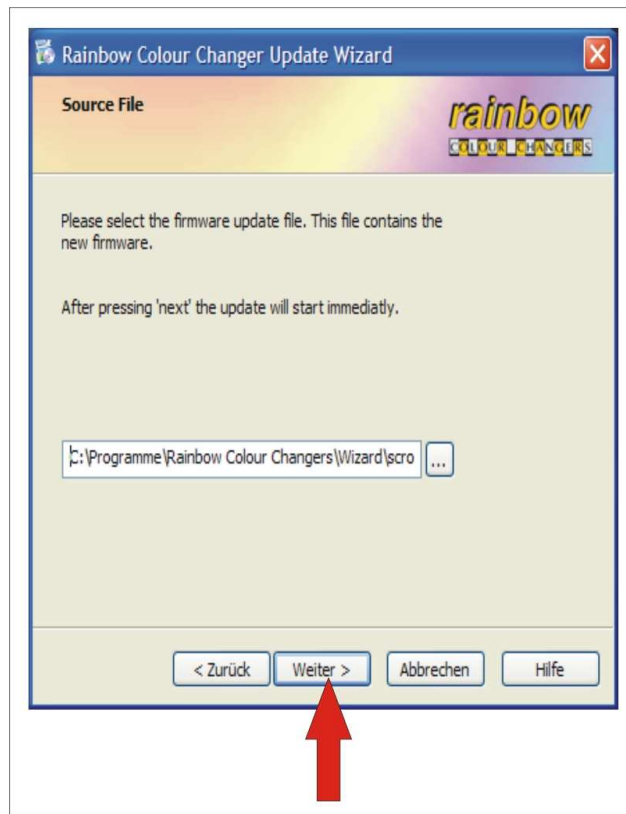 Rainbow Colour Changer Update Wizard
Source File
rainbow
COLOUR CHANGERS
Please select the firmware update file. This file contains the
new firmware.
After pressing 'next' the update will start immediatly.
C:\Programme\Rainbow Colour Changers\Wizard\scro
...
< Zurück
Weiter >
Abbrechen
Hilfe